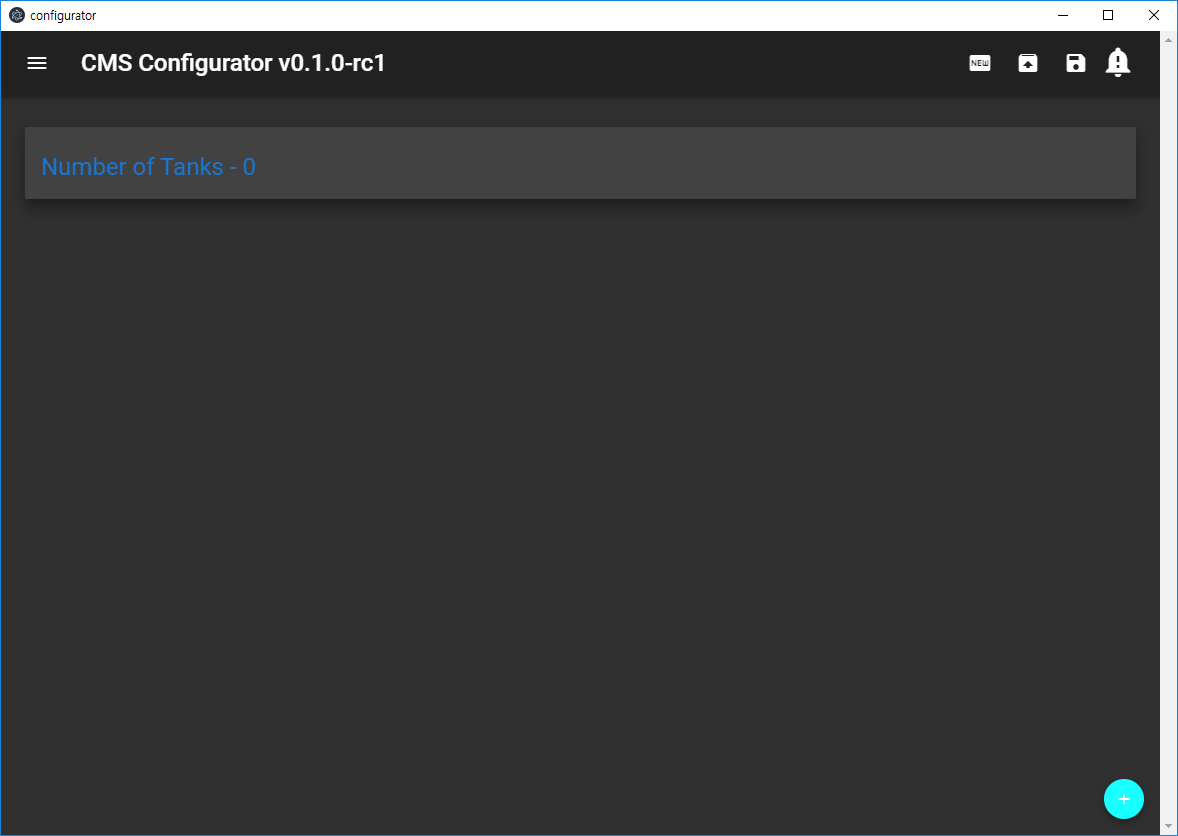 configurator
CMS Configurator v0.1.0-rc1
NEW
Number of Tanks - 0